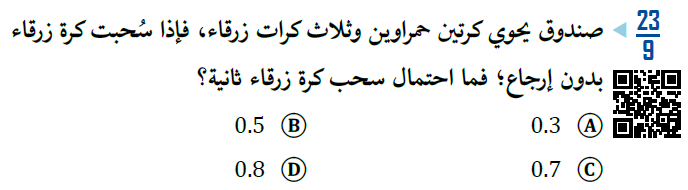 23/9 صندوق يحوي كرتين حمراوين وثلاث كرات زرقاء، فإذا سُحبت كرة زرقاء
بدون إرجاع؛ فما احتمال سحب كرة زرقاء ثانية؟
A 0.3 B 0.5
C 0.7 D 0.8